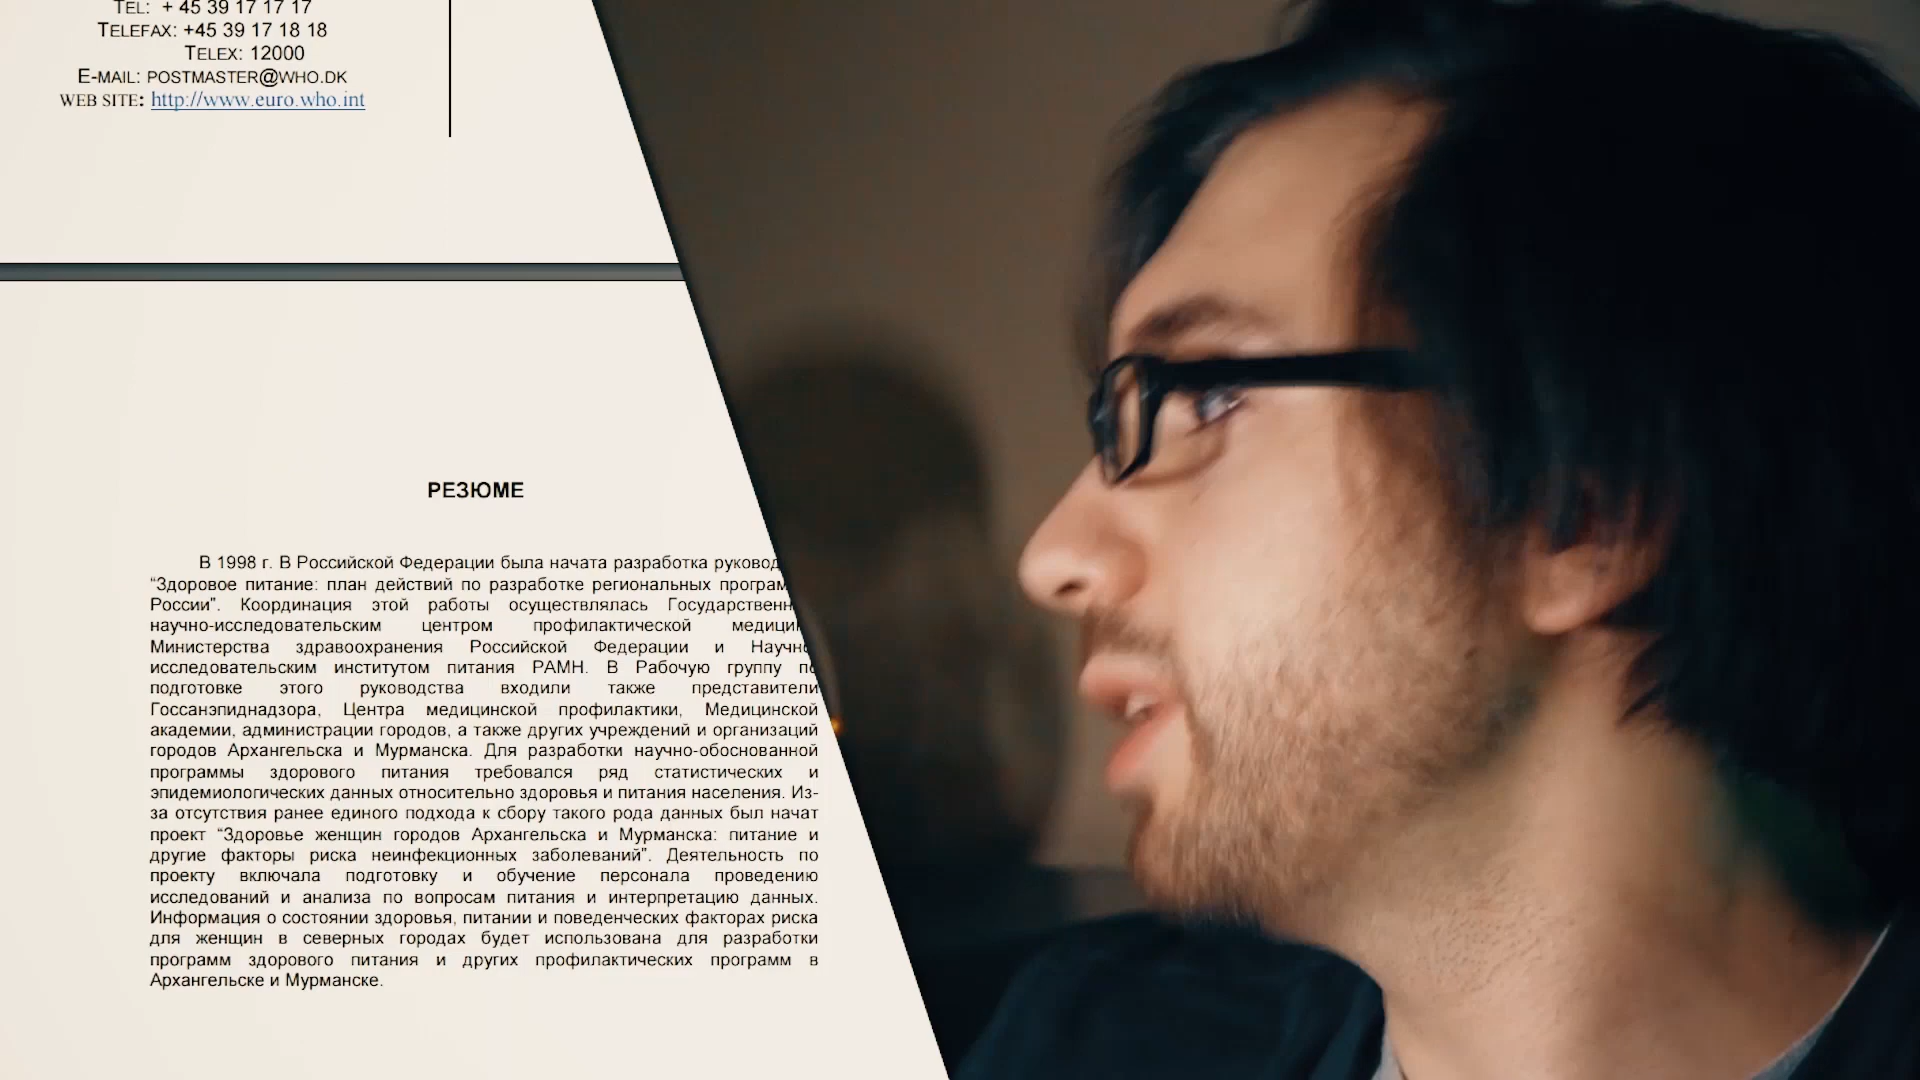 TEL: + 45 39 17 17 17
TELEFAX: +45 39 17 18 18
TELEX: 12000
E-MAIL: POSTMASTER@WHO.DK
WEB SITE: http://www.euro.who.int
РЕЗЮМЕ
В 1998 г. В Российской Федерации была начата разработка
“Здоровое питание: план действий по разработке региональных
России”. Координация этой работы осуществлялась
научно-исследовательским центром профилактической
Министерства здравоохранения Российской Федерации и
исследовательским институтом питания РАМН. В Рабочую группу по
подготовке этого руководства входили также представители
Госсанэпиднадзора, Центра медицинской профилактики, Медицинской
академии, администрации городов, а также других учреждений и организаций
городов Архангельска и Мурманска. Для разработки научно-обоснованной
программы здорового питания требовался ряд статистических и
эпидемиологических данных относительно здоровья и питания населения. Из-
за отсутствия ранее единого подхода к сбору такого рода данных был начат
проект “Здоровье женщин городов Архангельска и Мурманска: питание и
другие факторы риска неинфекционных заболеваний”. Деятельность по
проекту включала подготовку и обучение персонала проведению
исследований и анализа по вопросам питания и интерпретацию данных.
Информация о состоянии здоровья, питании и поведенческих факторах риска
для женщин в северных городах будет использована для разработки
программ здорового питания и других профилактических программ в
Архангельске и Мурманске.